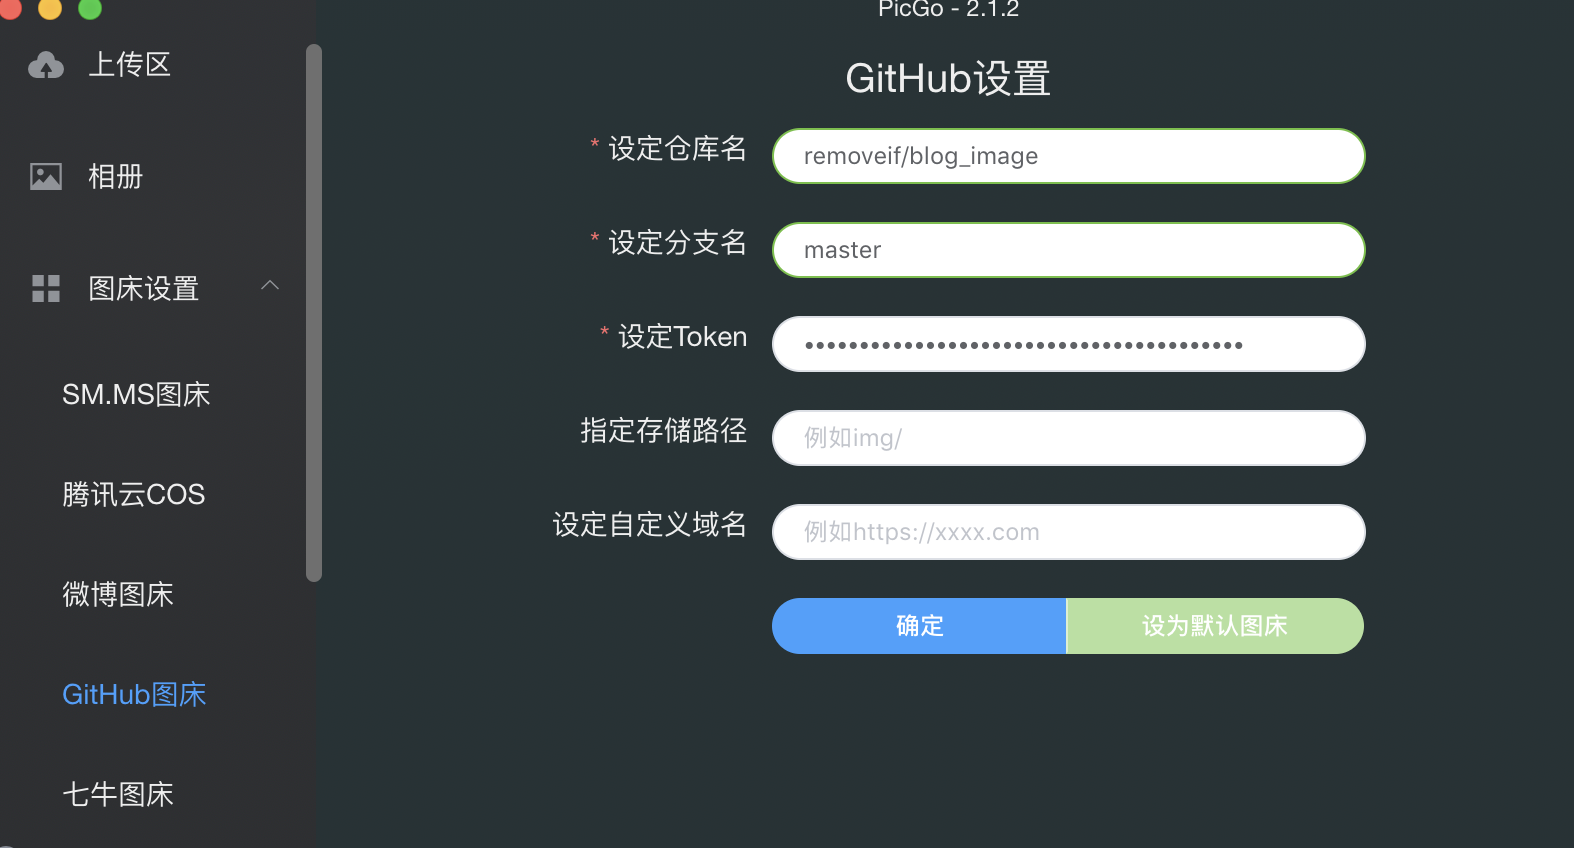 PicGo - 2.1.2
上传区
相册
图床设置
SM.MS图床
腾讯云COS
微博图床
GitHub图床
七牛图床
GitHub设置
* 设定仓库名
removeif/blog_image
* 设定分支名
master
* 设定Token
••••••••••••••••••••••••••••••••••••••••
指定存储路径
例如img/
设定自定义域名
例如https://xxxx.com
确定
设为默认图床